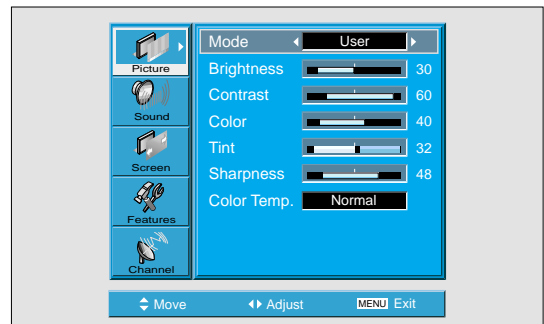 Picture
Sound
Screen
Features
Channel
Mode User
Brightness 30
Contrast 60
Color 40
Tint 32
Sharpness 48
Color Temp. Normal
Move Adjust MENU Exit